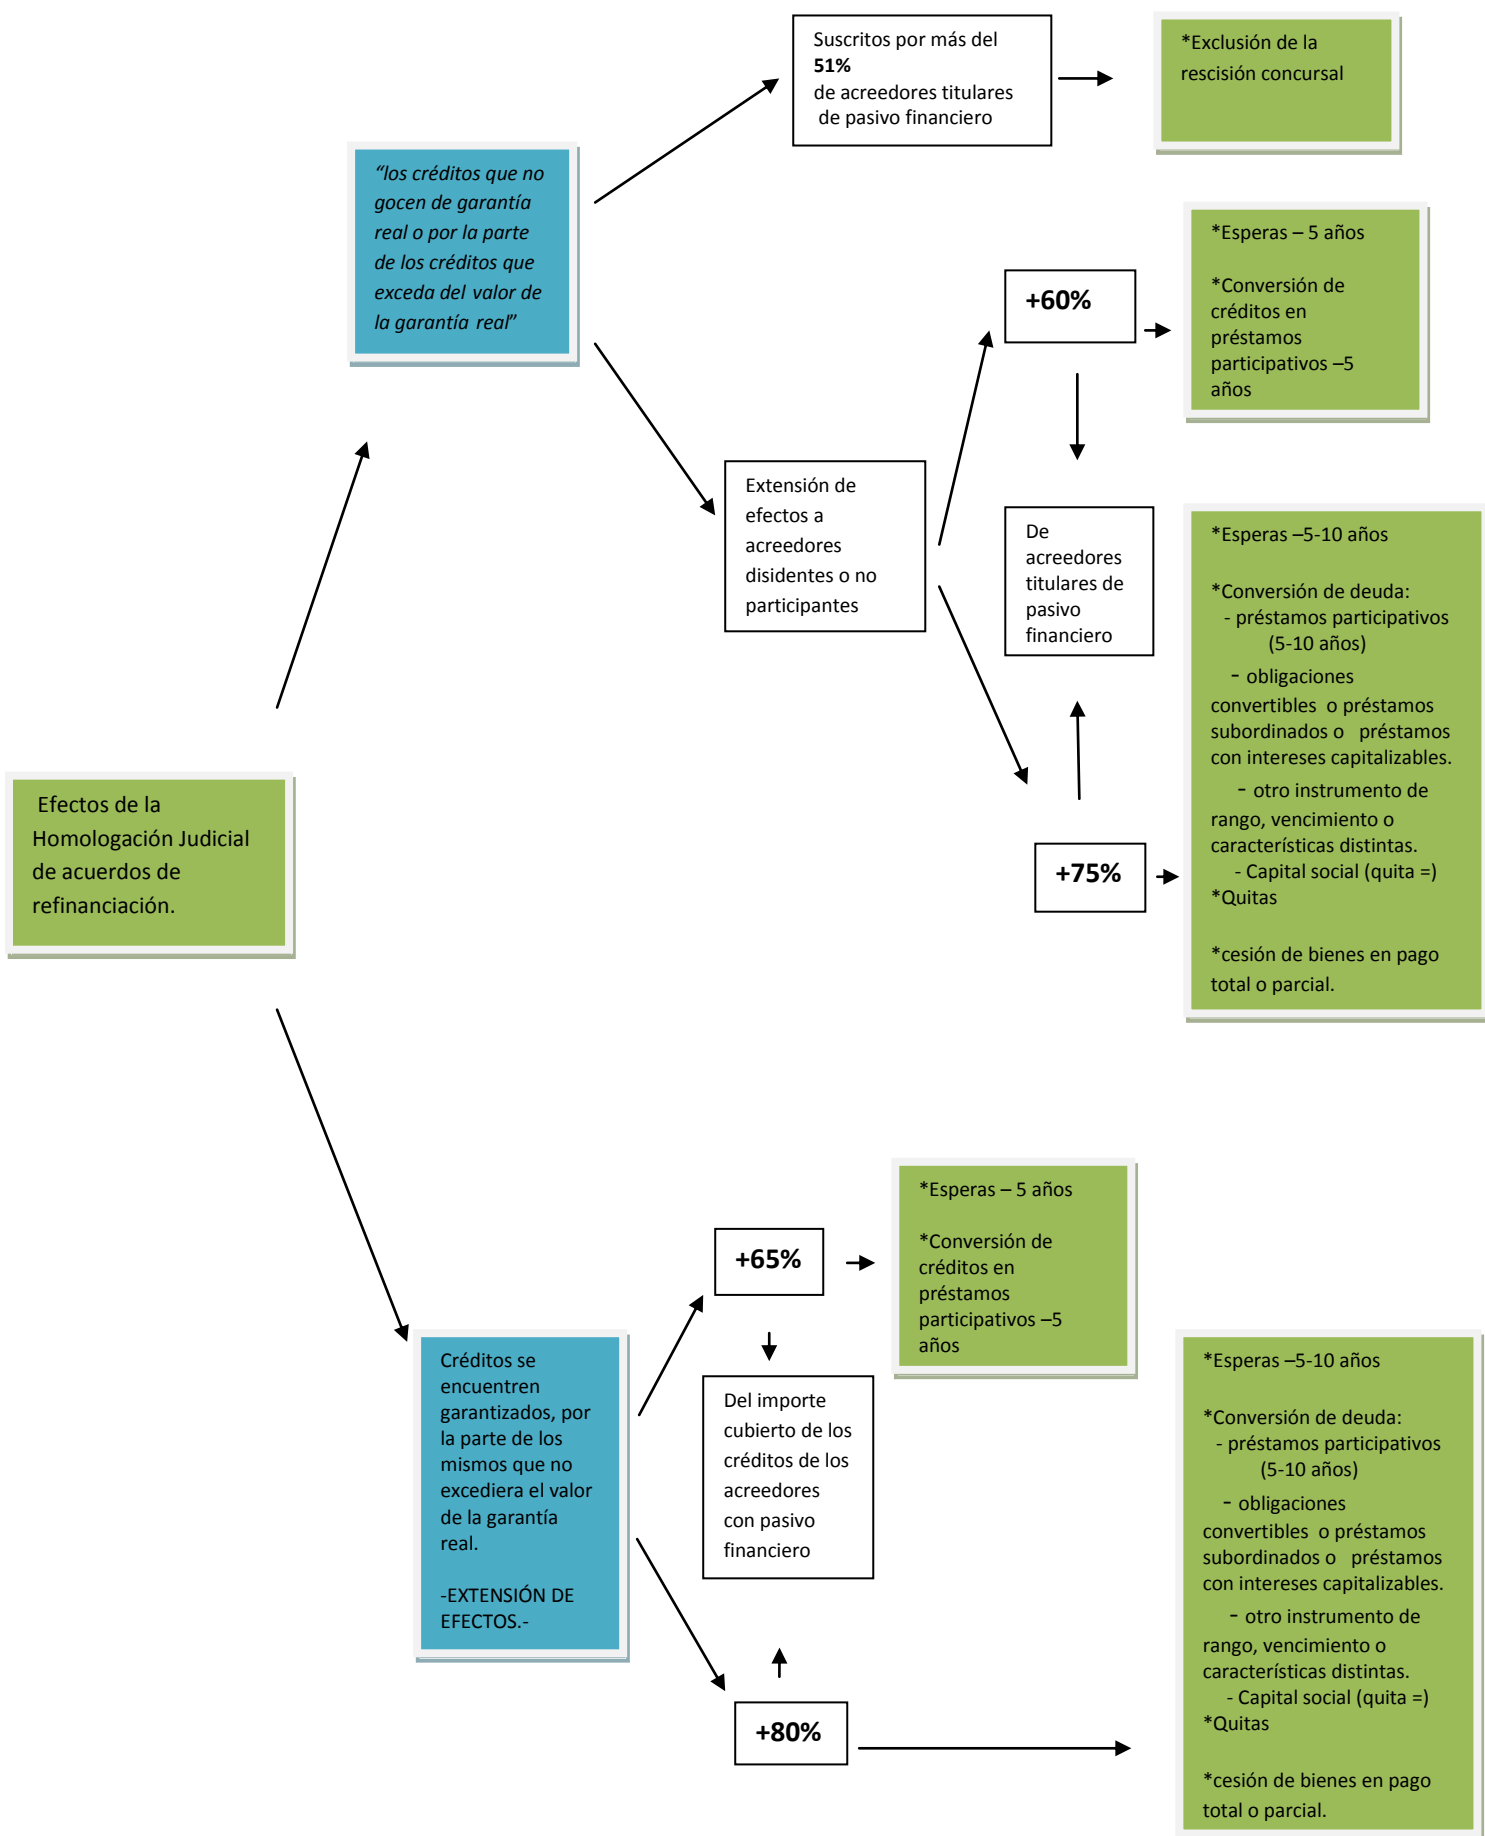 Suscritos por más del
51%
de acreedores titulares
de pasivo financiero
*Exclusión de la
rescisión concursal
“los créditos que no
gocen de garantía
real o por la parte
de los créditos que
exceda del valor de
la garantía real”
+60%
*Esperas – 5 años
*Conversión de
créditos en
préstamos
participativos –5
años
Extensión de
efectos a
acreedores
disidentes o no
participantes
De
acreedores
titulares de
pasivo
financiero
+75%
*Esperas –5-10 años
*Conversión de deuda:
- préstamos participativos
(5-10 años)
- obligaciones
convertibles o préstamos
subordinados o préstamos
con intereses capitalizables.
- otro instrumento de
rango, vencimiento o
características distintas.
- Capital social (quita =)
*Quitas
*cesión de bienes en pago
total o parcial.
Efectos de la
Homologación Judicial
de acuerdos de
refinanciación.
Créditos se
encuentren
garantizados, por
la parte de los
mismos que no
excediera el valor
de la garantía
real.
-EXTENSIÓN DE
EFECTOS.-
+65%
*Esperas – 5 años
*Conversión de
créditos en
préstamos
participativos –5
años
Del importe
cubierto de los
créditos de los
acreedores
con pasivo
financiero
+80%
*Esperas –5-10 años
*Conversión de deuda:
- préstamos participativos
(5-10 años)
- obligaciones
convertibles o préstamos
subordinados o préstamos
con intereses capitalizables.
- otro instrumento de
rango, vencimiento o
características distintas.
- Capital social (quita =)
*Quitas
*cesión de bienes en pago
total o parcial.